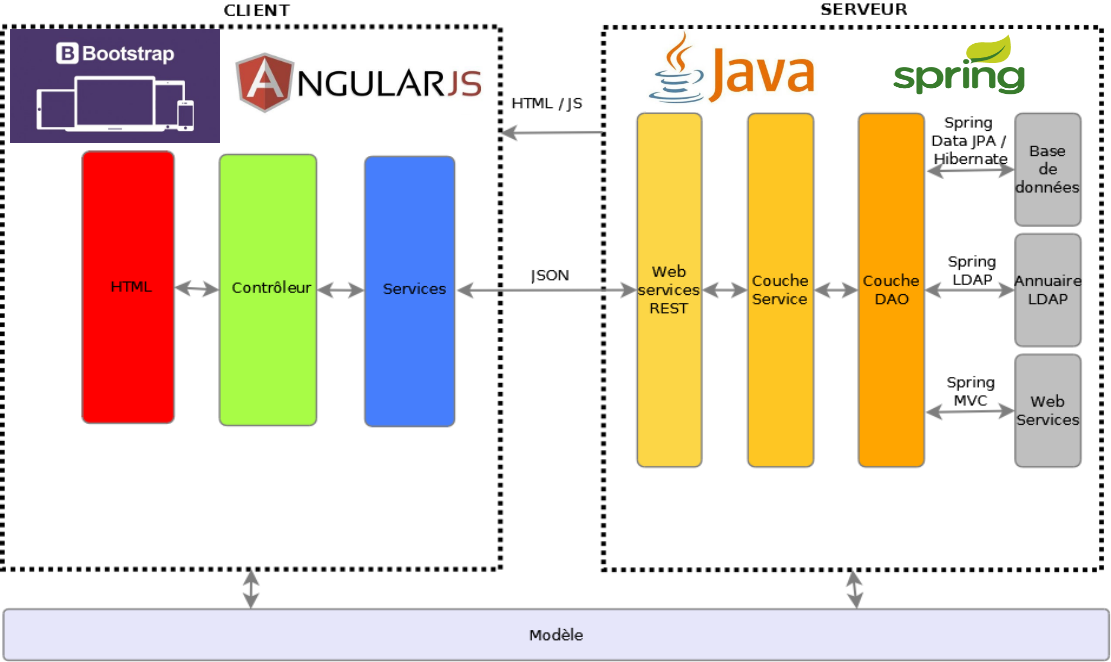 CLIENT
SERVEUR
B Bootstrap
ANGULARJS
Java
spring
HTML / JS
Spring
Data JPA /
Hibernate
Base
de
données
HTML
Contrôleur
Services
JSON
Web
services
REST
Couche
Service
Couche
DAO
Spring
LDAP
Annuaire
LDAP
Spring
MVC
Web
Services
Modèle